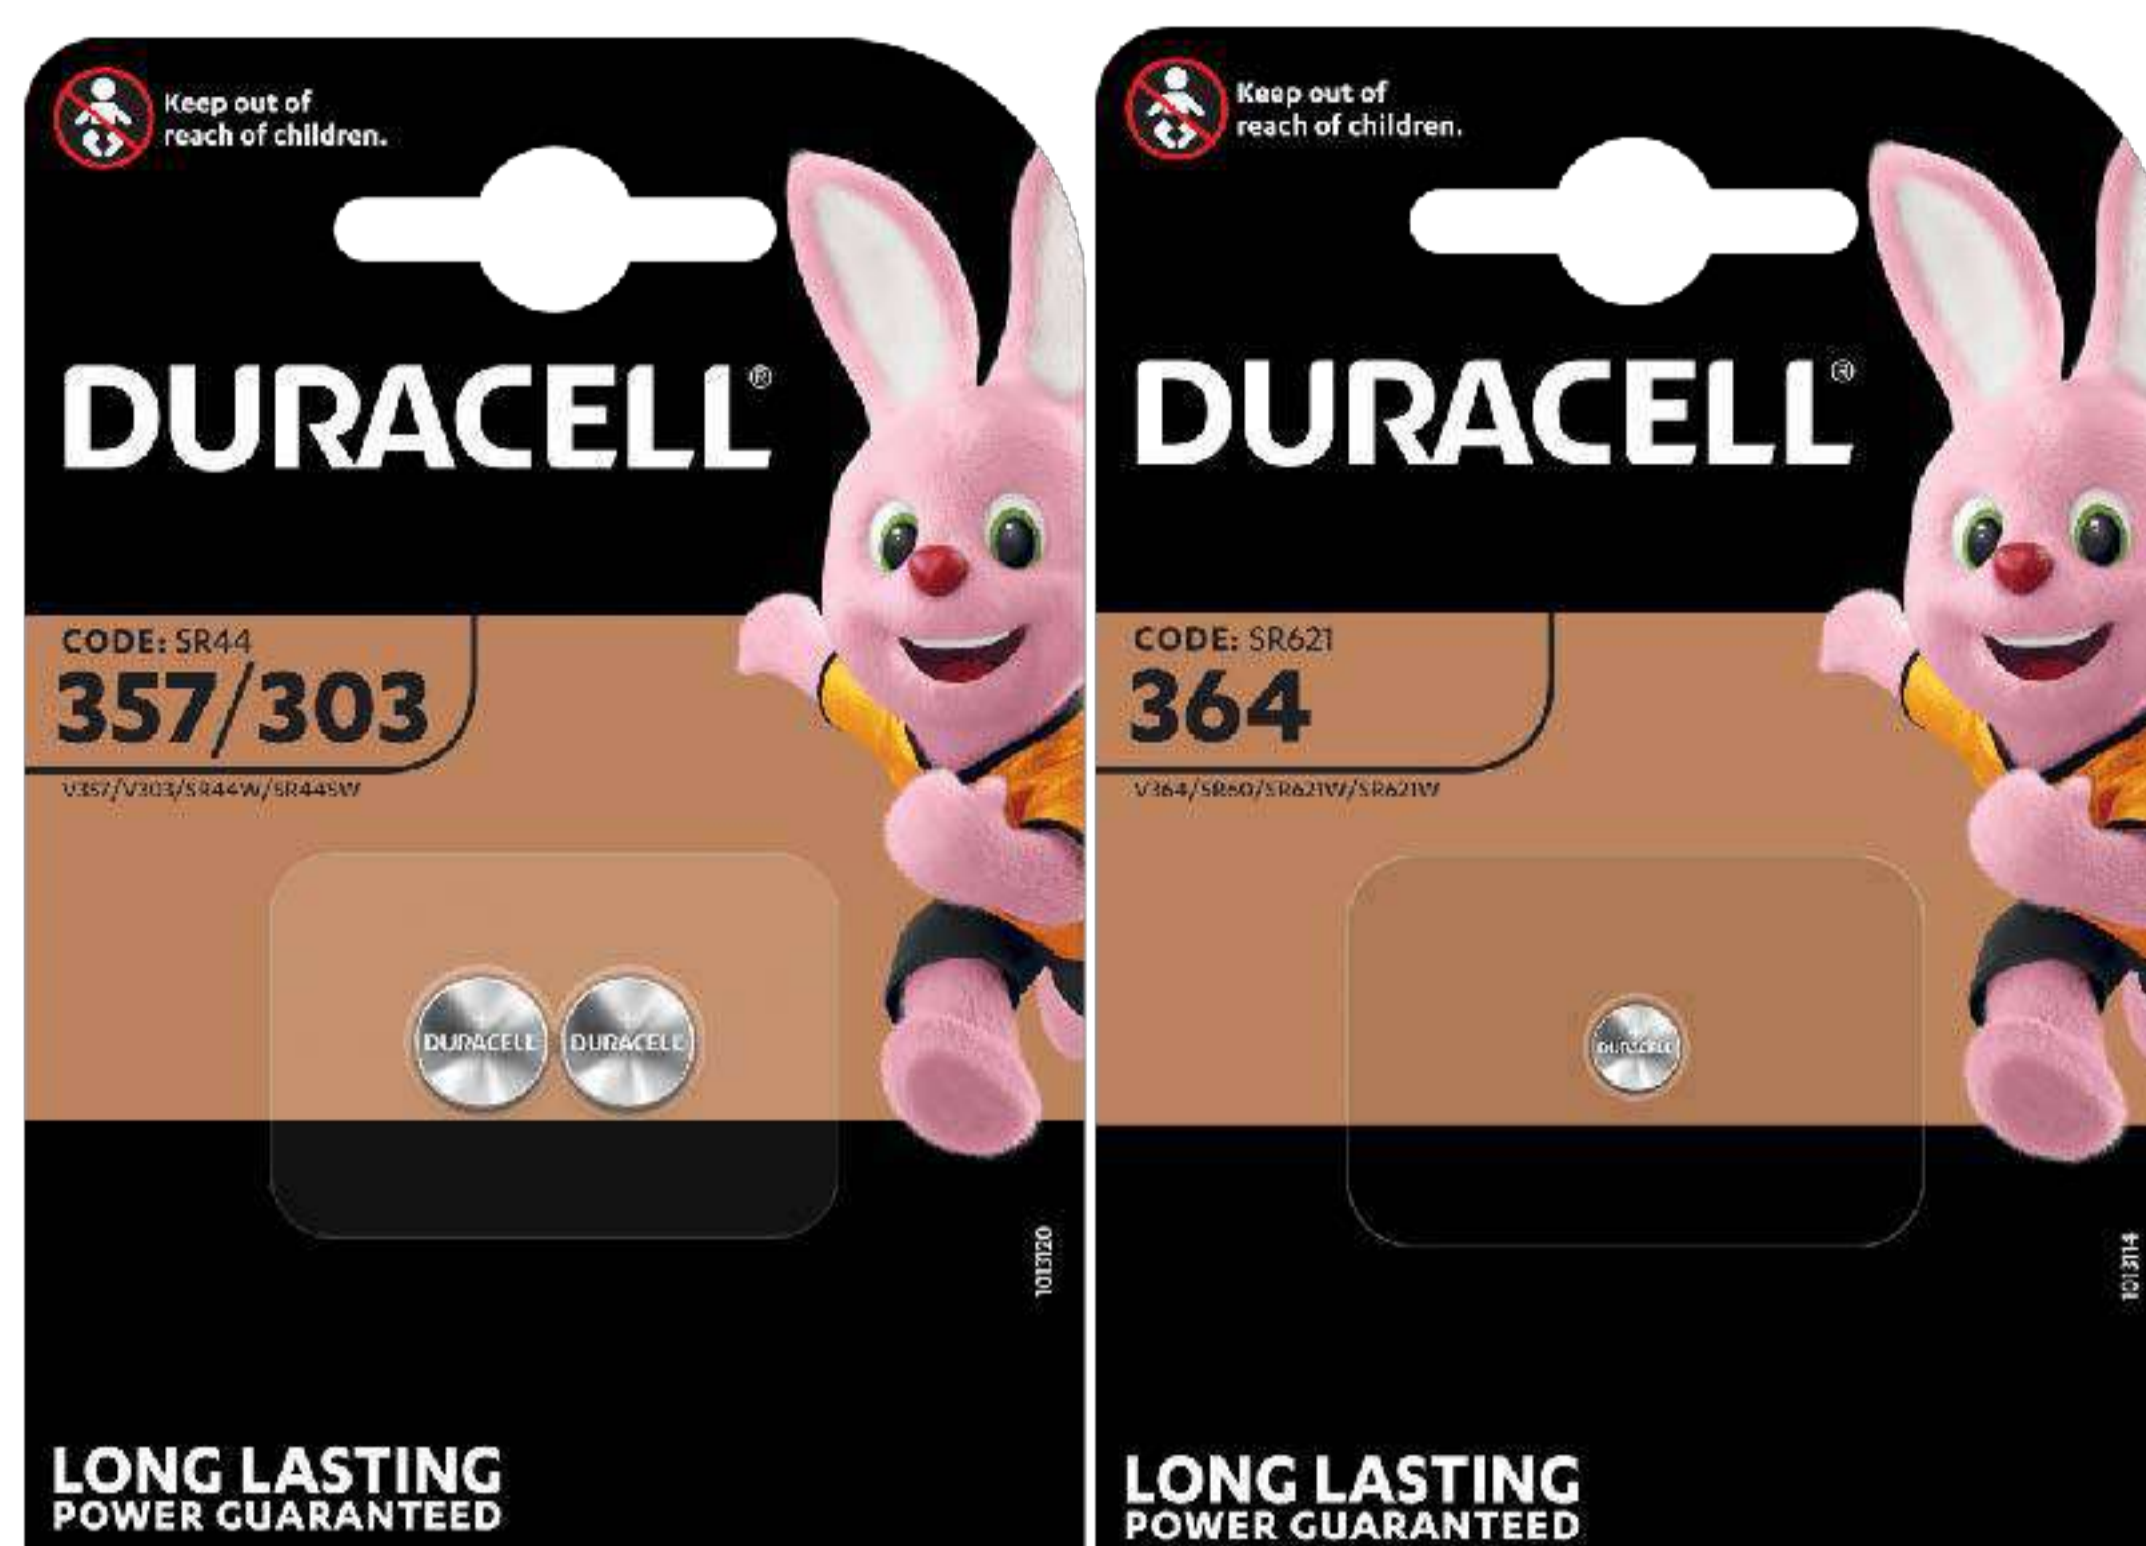 Keep out of
reach of children.
DURACELL®
CODE: SR44
357/303
V357/V303/SR44W/SR44SW
DURACELL
DURACELL
1013120
LONG LASTING
POWER GUARANTEED
Keep out of
reach of children.
DURACELL®
CODE: SR621
364
V364/SR60/SR621W/SR621W
DURACELL
1013114
LONG LASTING
POWER GUARANTEED